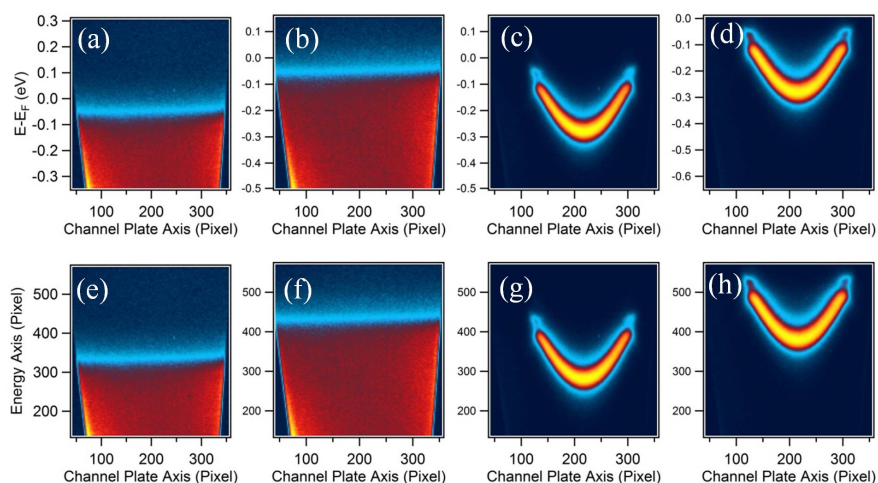 (a)
(b)
(c)
(d)
0.3
0.2
0.1
0.0
-0.1
-0.2
-0.3
E-E_F (eV)
0.1
0.0
-0.1
-0.2
-0.3
-0.4
-0.5
0.1
0.0
-0.1
-0.2
-0.3
-0.4
-0.5
0.0
-0.1
-0.2
-0.3
-0.4
-0.5
-0.6
100 200 300
100 200 300
100 200 300
100 200 300
Channel Plate Axis (Pixel)
Channel Plate Axis (Pixel)
Channel Plate Axis (Pixel)
Channel Plate Axis (Pixel)
(e)
(f)
(g)
(h)
500
400
300
200
Energy Axis (Pixel)
500
400
300
200
500
400
300
200
500
400
300
200
100 200 300
100 200 300
100 200 300
100 200 300
Channel Plate Axis (Pixel)
Channel Plate Axis (Pixel)
Channel Plate Axis (Pixel)
Channel Plate Axis (Pixel)